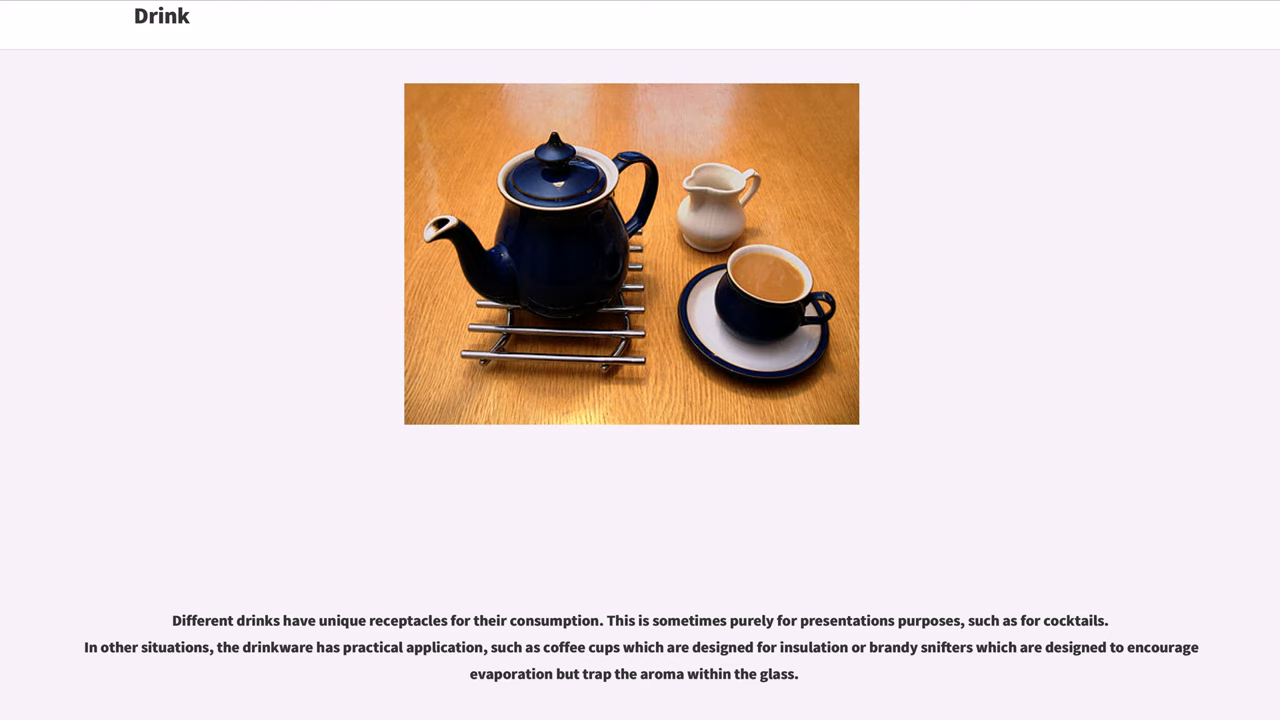 Drink
Different drinks have unique receptacles for their consumption. This is sometimes purely for presentations purposes, such as for cocktails.
In other situations, the drinkware has practical application, such as coffee cups which are designed for insulation or brandy snifters which are designed to encourage
evaporation but trap the aroma within the glass.